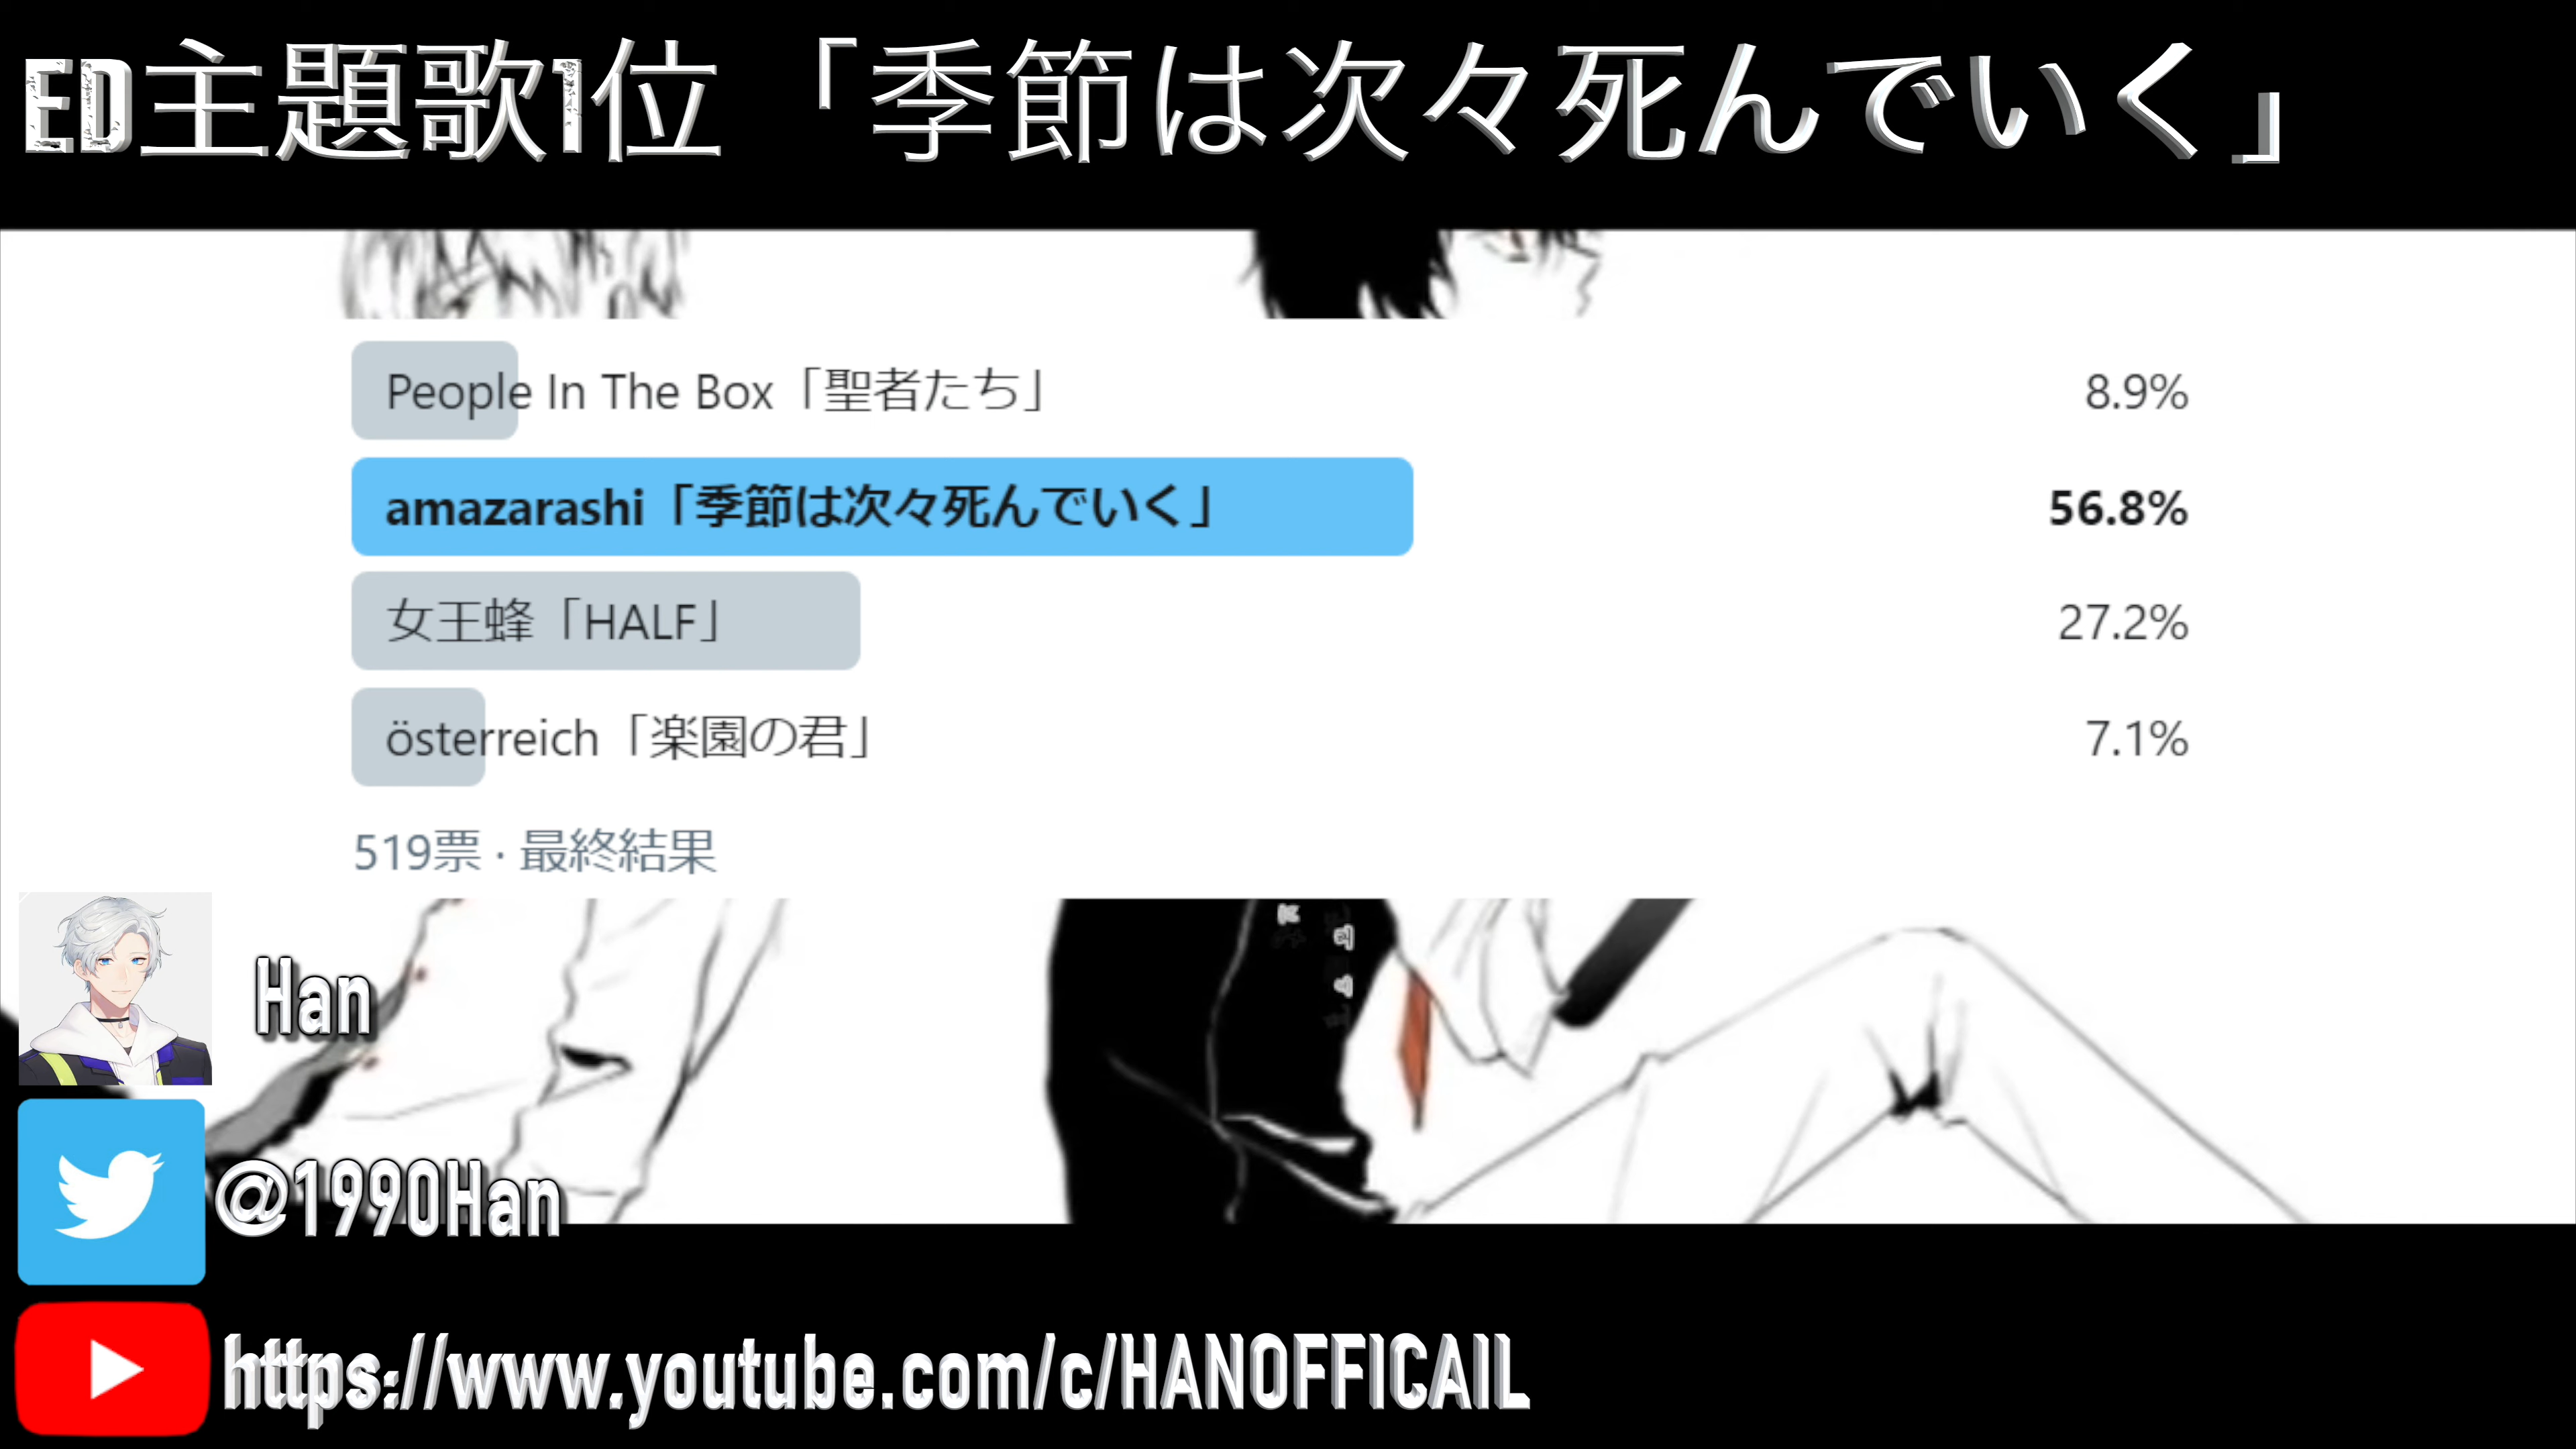 ED主題歌1位「季節は次々死んでいく」
People In The Box「聖者たち」 8.9%
amazarashi「季節は次々死んでいく」 56.8%
女王蜂「HALF」 27.2%
österreich「楽園の君」 7.1%
519票 · 最終結果
Han
@1990Han
https://www.youtube.com/c/HANOFFICAIL